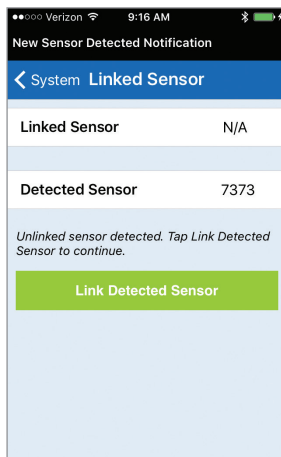 Verizon 9:16 AM
New Sensor Detected Notification
System Linked Sensor
Linked Sensor N/A
Detected Sensor 7373
Unlinked sensor detected. Tap Link Detected
Sensor to continue.
Link Detected Sensor